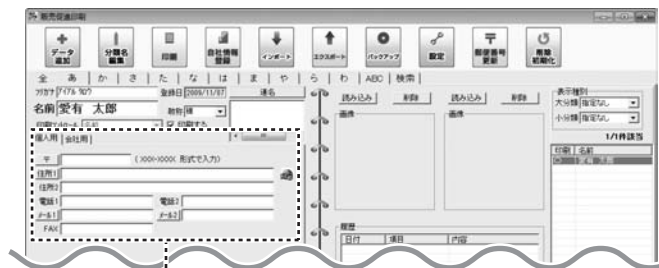 販売促進印刷
データ追加 分類名編集 印刷 自社情報登録 インポート エクスポート バックアップ 設定 郵便番号更新 削除初期化
全 あ か さ た な は ま や ら わ ABC 検索
フリガナ アイアル タロウ 登録日 2009/11/07 連名
名前 愛有 太郎 敬称 様
印刷する
読み込み 削除 読み込み 削除
画像 画像
表示種別
大分類 指定なし
小分類 指定なし
1/1件該当
印刷 名前
○ 愛有 太郎
個人用 会社用
〒 (XXX-XXXX 形式で入力)
住所1
住所2
電話1 電話2
メール1 メール2
FAX
履歴
日付 項目 内容